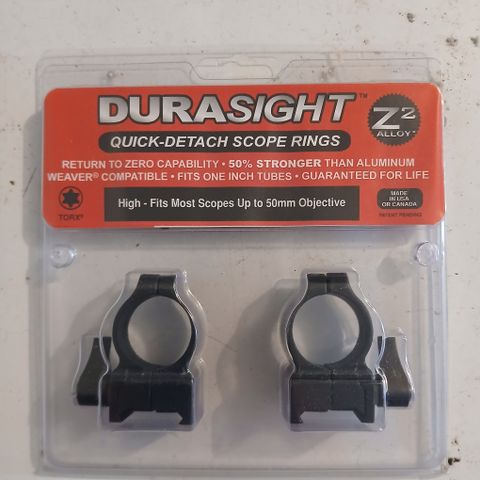 DURASIGHT™
Z2
ALLOY™
QUICK-DETACH SCOPE RINGS
RETURN TO ZERO CAPABILITY • 50% STRONGER THAN ALUMINUM
WEAVER® COMPATIBLE • FITS ONE INCH TUBES • GUARANTEED FOR LIFE
TORX®
High - Fits Most Scopes Up to 50mm Objective
MADE
IN USA
OR CANADA
PATENT PENDING